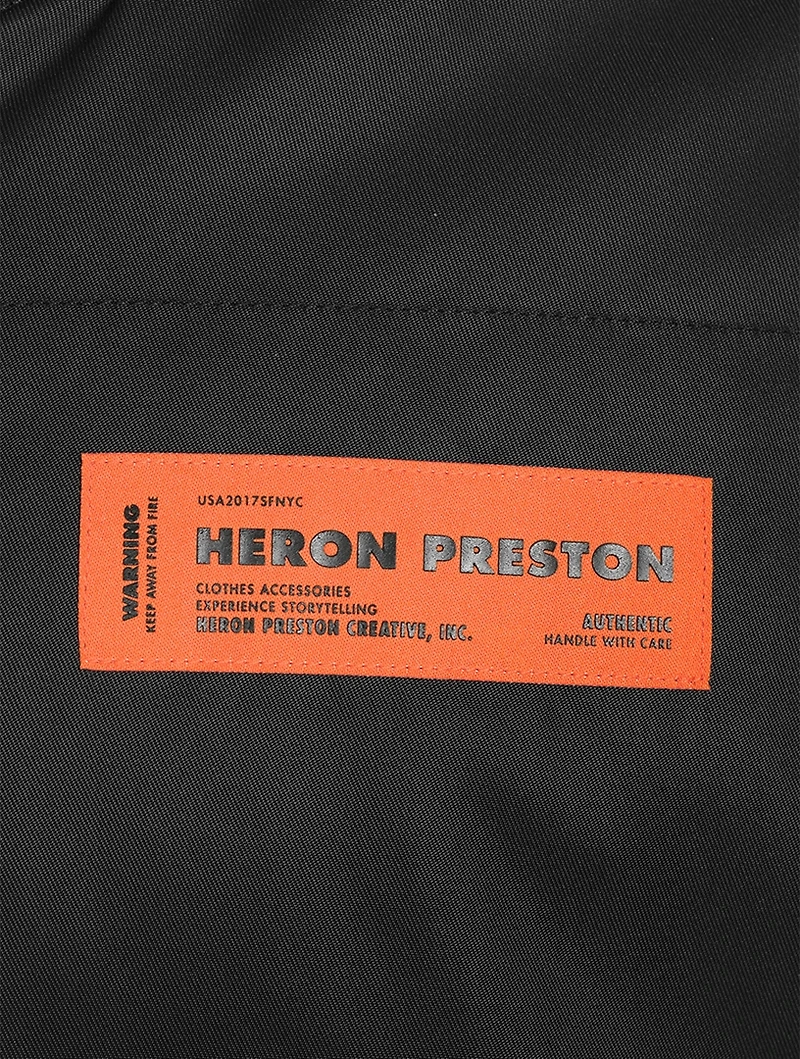 WARNING
KEEP AWAY FROM FIRE
USA2017SFNYC
HERON PRESTON
CLOTHES ACCESSORIES
EXPERIENCE STORYTELLING
HERON PRESTON CREATIVE, INC.
AUTHENTIC
HANDLE WITH CARE